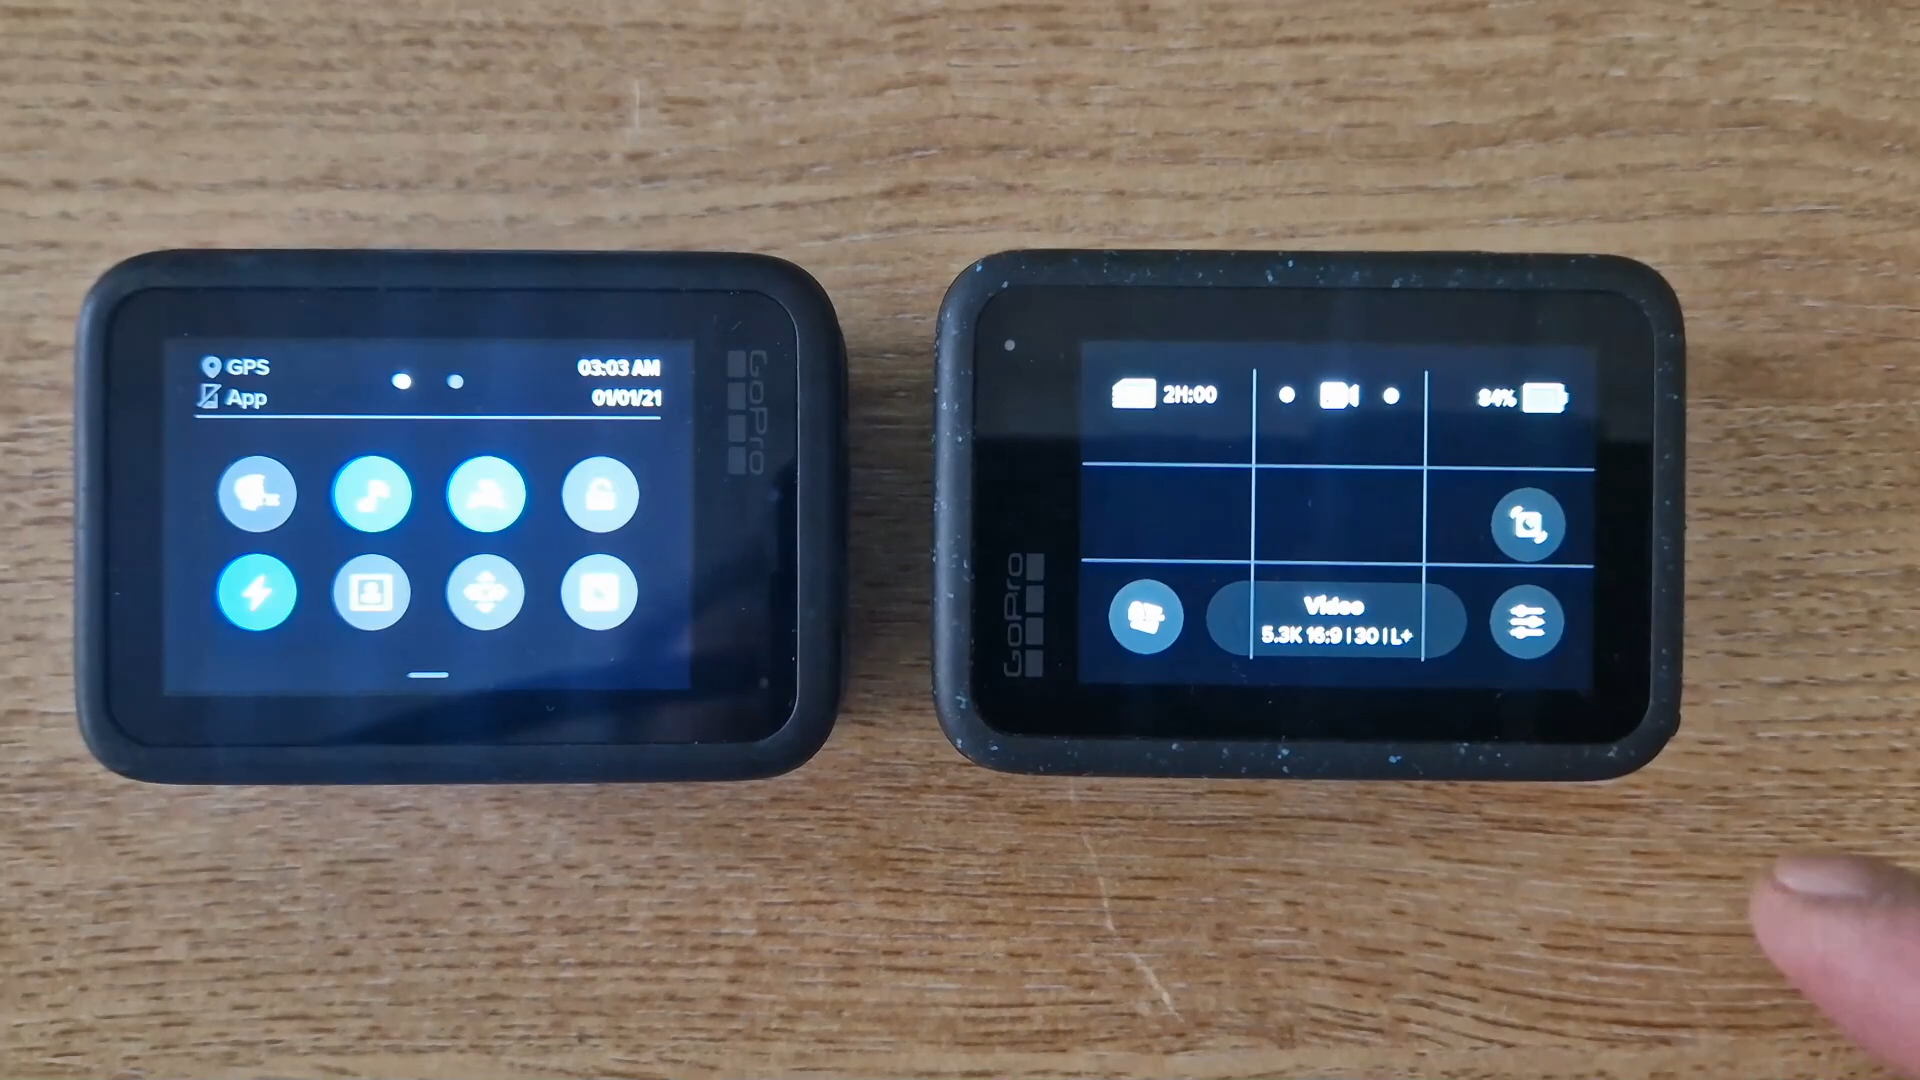 GPS
03:03 AM
App
01/01/21
GoPro
2H:00
84%
Video
5.3K 16:9 | 30 | L+
GoPro